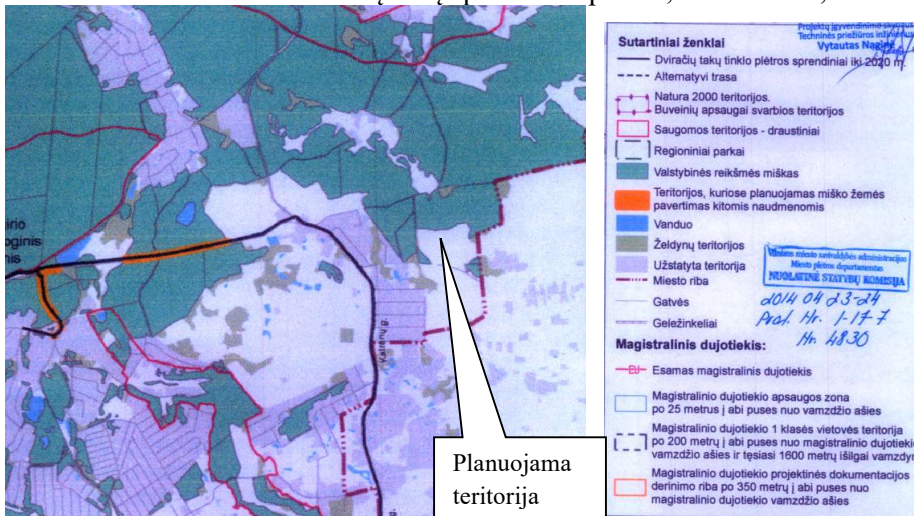 Projektų įgyvendinimo skyriaus
Techninės priežiūros inžinierius
Vytautas Naginė
Sutartiniai ženklai
Dviračių takų tinklo plėtros sprendiniai iki 2020 m.
Alternatyvi trasa
Natura 2000 teritorijos.
Buveinių apsaugai svarbios teritorijos
Saugomos teritorijos - draustiniai
Regioniniai parkai
Valstybinės reikšmės miškas
Teritorijos, kuriose planuojamas miško žemės
pavertimas kitomis naudmenomis
Vanduo
Želdynų teritorijos
Užstatyta teritorija
Miesto riba
Gatvės
Geležinkeliai
Vilniaus miesto savivaldybės administracijos
Miesto plėtros departamentas
NUOLATINĖ STATYBŲ KOMISIJA
2014 04 23-24
Prot. Nr. 1-17-7
Nr. 4830
Magistralinis dujotiekis:
Esamas magistralinis dujotiekis
Magistralinio dujotiekio apsaugos zona
po 25 metrus į abi puses nuo vamzdžio ašies
Magistralinio dujotiekio 1 klasės vietovės teritorija
po 200 metrų į abi puses nuo magistralinio dujotiekio
vamzdžio ašies ir tęsiasi 1600 metrų išilgai vamzdyn
Magistralinio dujotiekio projektinės dokumentacijos
derinimo riba po 350 metrų į abi puses nuo
magistralinio dujotiekio vamzdžio ašies
irio
oginis
nis
Kalrėnų g.
Planuojama
teritorija